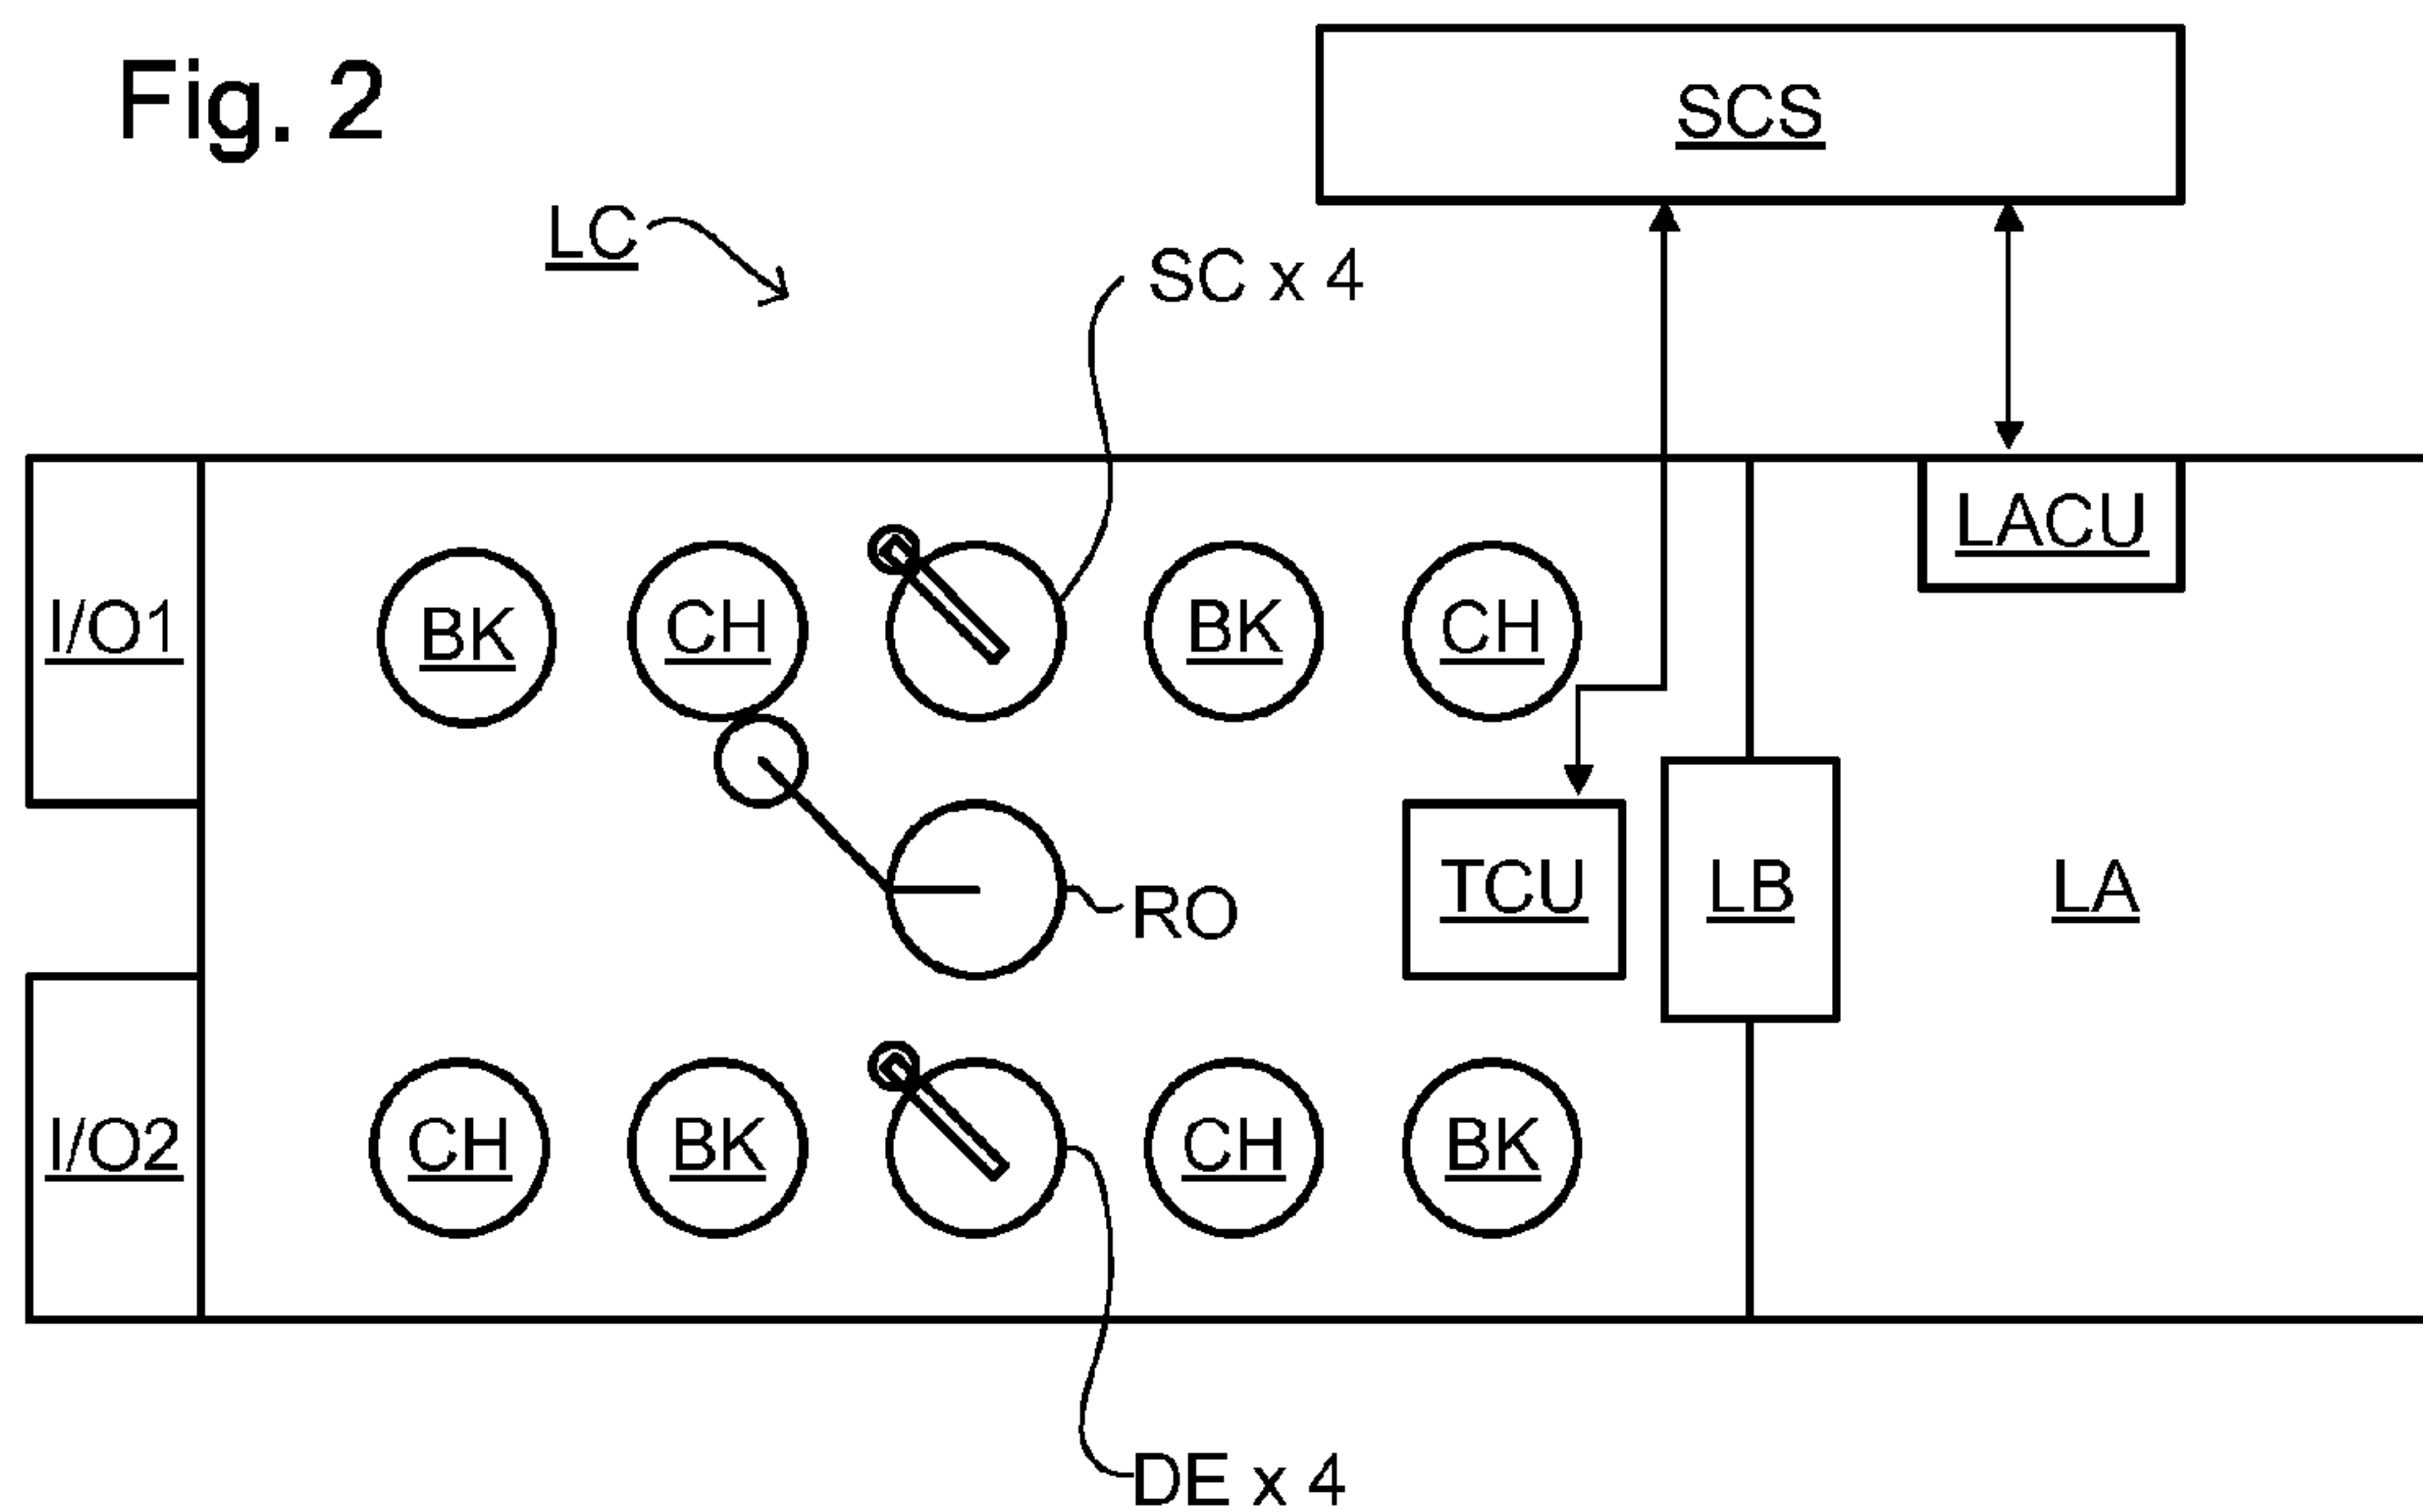 Fig. 2
SCS
LC
SC x 4
LACU
I/O1
BK
CH
BK
CH
RO
TCU
LB
LA
I/O2
CH
BK
CH
BK
DE x 4